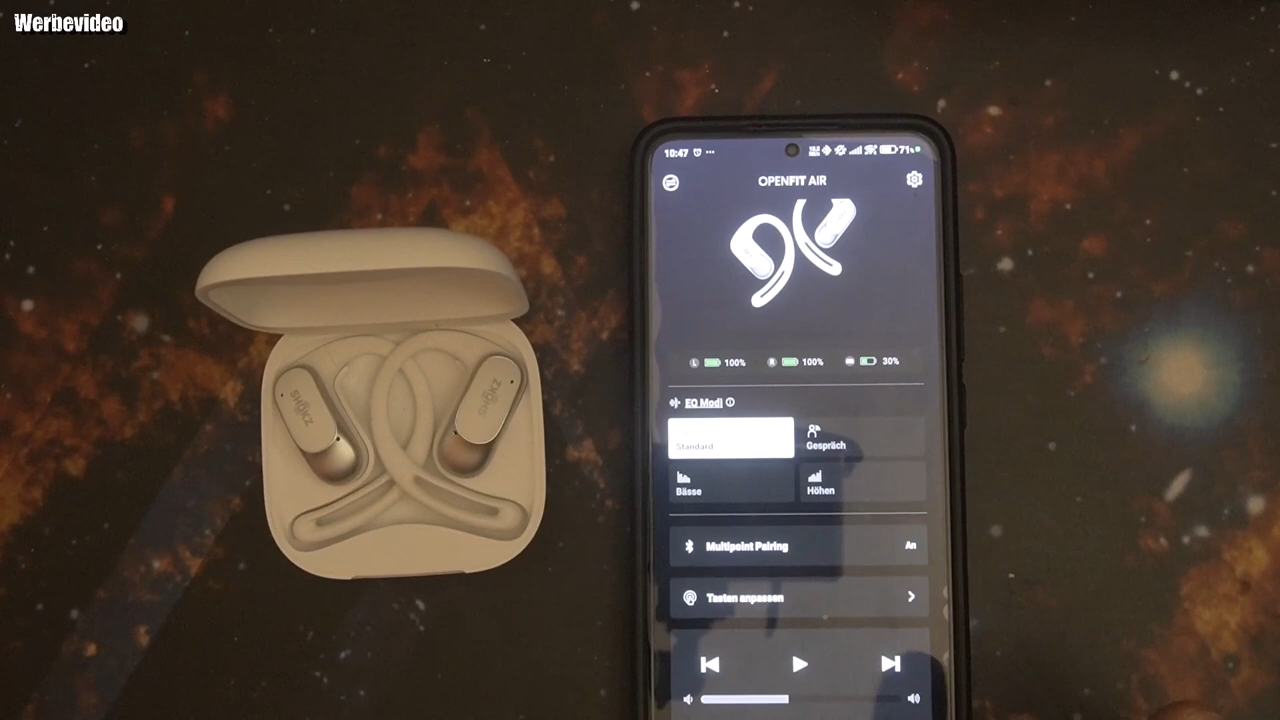 Werbevideo
10:47
71%
OPENFIT AIR
L 100% R 100% 30%
EQ Modi
Standard
Gespräch
Bässe
Höhen
Multipoint Pairing An
Tasten anpassen
SHOKZ
SHOKZ